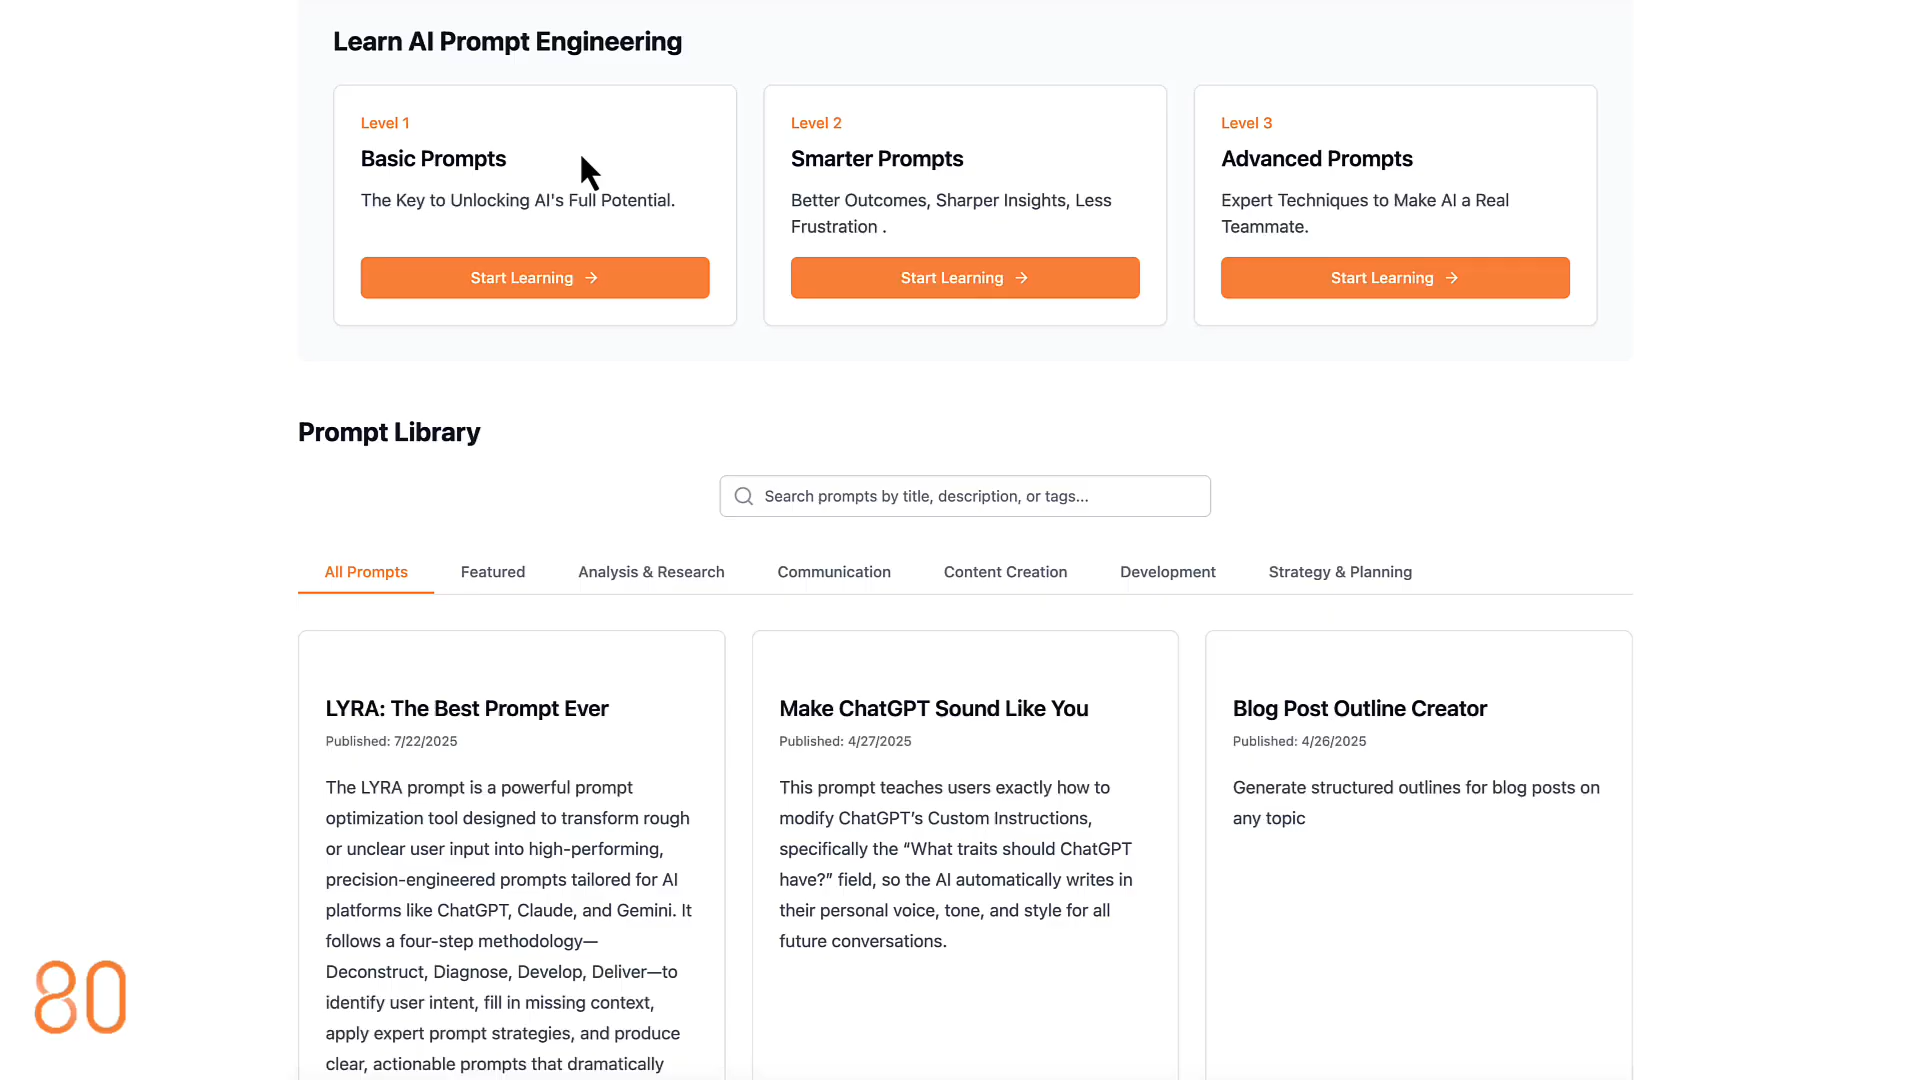 Learn AI Prompt Engineering
Level 1
Basic Prompts
The Key to Unlocking AI's Full Potential.
Start Learning →
Level 2
Smarter Prompts
Better Outcomes, Sharper Insights, Less
Frustration .
Start Learning →
Level 3
Advanced Prompts
Expert Techniques to Make AI a Real
Teammate.
Start Learning →
Prompt Library
Search prompts by title, description, or tags...
All Prompts
Featured
Analysis & Research
Communication
Content Creation
Development
Strategy & Planning
LYRA: The Best Prompt Ever
Published: 7/22/2025
The LYRA prompt is a powerful prompt
optimization tool designed to transform rough
or unclear user input into high-performing,
precision-engineered prompts tailored for AI
platforms like ChatGPT, Claude, and Gemini. It
follows a four-step methodology—
Deconstruct, Diagnose, Develop, Deliver—to
identify user intent, fill in missing context,
apply expert prompt strategies, and produce
clear, actionable prompts that dramatically
Make ChatGPT Sound Like You
Published: 4/27/2025
This prompt teaches users exactly how to
modify ChatGPT’s Custom Instructions,
specifically the “What traits should ChatGPT
have?” field, so the AI automatically writes in
their personal voice, tone, and style for all
future conversations.
Blog Post Outline Creator
Published: 4/26/2025
Generate structured outlines for blog posts on
any topic
80